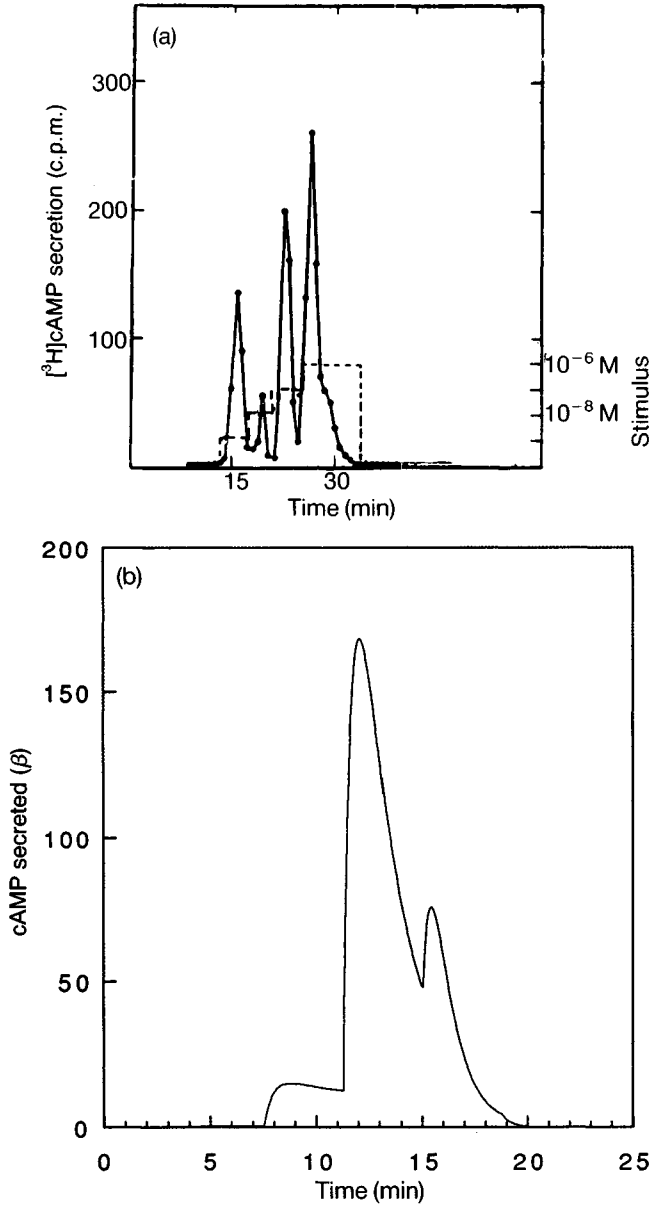 (a)
300
200
100
[³H]cAMP secretion (c.p.m.)
10⁻⁶ M
10⁻⁸ M
Stimulus
15 30
Time (min)
(b)
200
150
100
50
0
cAMP secreted (β)
0 5 10 15 20 25
Time (min)